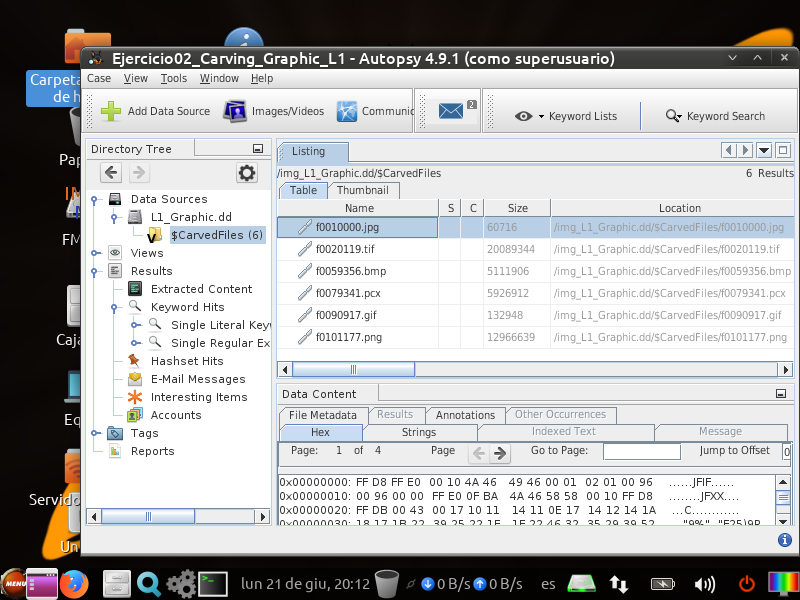 Ejercicio02_Carving_Graphic_L1 - Autopsy 4.9.1 (como superusuario)
Case View Tools Window Help
Add Data Source Images/Videos Communic 2 Keyword Lists Keyword Search
Carpeta
de h
Pap
FM
Caja
Eq
Servido
Un
Directory Tree
Data Sources
L1_Graphic.dd
$CarvedFiles (6)
Views
Results
Extracted Content
Keyword Hits
Single Literal Key
Single Regular Ex
Hashset Hits
E-Mail Messages
Interesting Items
Accounts
Tags
Reports
Listing
/img_L1_Graphic.dd/$CarvedFiles 6 Results
Table Thumbnail
Name S C Size Location
f0010000.jpg 60716 /img_L1_Graphic.dd/$CarvedFiles/f0010000.jpg
f0020119.tif 20089344 /img_L1_Graphic.dd/$CarvedFiles/f0020119.tif
f0059356.bmp 5111906 /img_L1_Graphic.dd/$CarvedFiles/f0059356.bmp
f0079341.pcx 5926912 /img_L1_Graphic.dd/$CarvedFiles/f0079341.pcx
f0090917.gif 132948 /img_L1_Graphic.dd/$CarvedFiles/f0090917.gif
f0101177.png 12966639 /img_L1_Graphic.dd/$CarvedFiles/f0101177.png
Data Content
File Metadata Results Annotations Other Occurrences
Hex Strings Indexed Text Message
Page: 1 of 4 Page Go to Page: Jump to Offset 0
0x00000000: FF D8 FF E0 00 10 4A 46 49 46 00 01 02 01 00 96 ......JFIF......
0x00000010: 00 96 00 00 FF E0 0F BA 4A 46 58 58 00 10 FF D8 ........JFXX....
0x00000020: FF DB 00 43 00 17 10 11 14 11 0E 17 14 12 14 1A ...C............
0x00000030: 18 17 1B 22 39 25 22 1F 1F 22 46 32 35 29 39 52
MENU lun 21 de giu, 20:12 0 B/s 0 B/s es